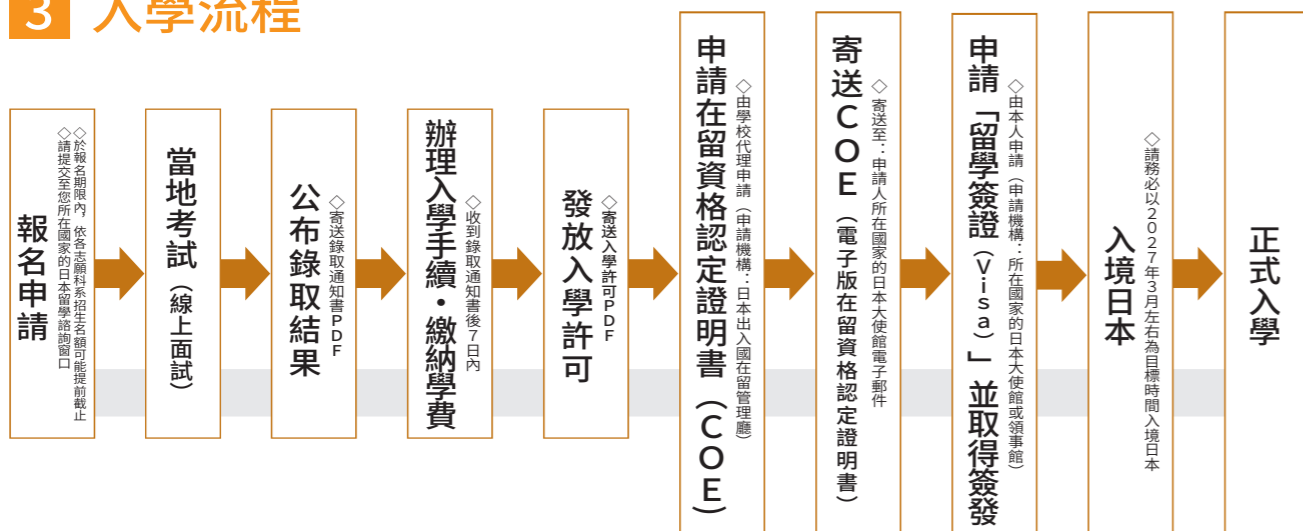 3 入學流程
報名申請
◇請提交至您所在國家的日本留學諮詢窗口
◇於報名期限內，依各志願科系招生名額可能提前截止
當地考試（線上面試）
公布錄取結果
◇寄送錄取通知書PDF
辦理入學手續・繳納學費
◇收到錄取通知書後7日內
發放入學許可
◇寄送入學許可PDF
申請在留資格認定證明書（COE）
◇由學校代理申請（申請機構：日本出入國在留管理廳）
寄送COE（電子版在留資格認定證明書）
◇寄送至：申請人所在國家的日本大使館電子郵件
申請「留學簽證（Visa）」並取得簽發
◇由本人申請（申請機構：所在國家的日本大使館或領事館）
入境日本
◇請務必以2027年3月左右為目標時間入境日本
正式入學